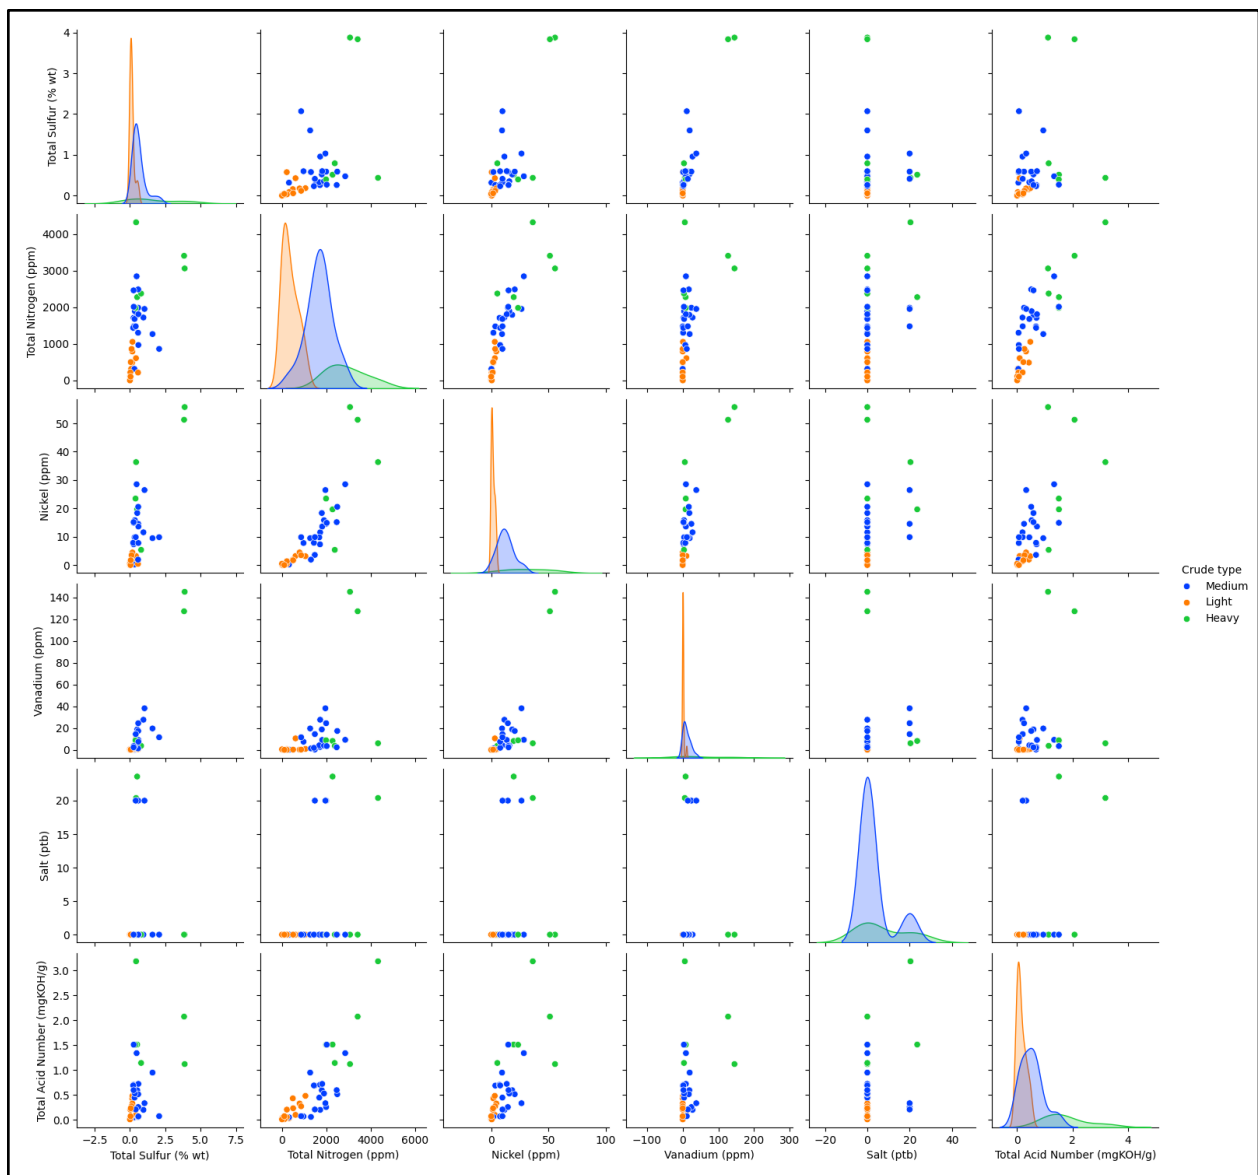 4
3
2
1
0
Total Sulfur (% wt)
4000
3000
2000
1000
0
Total Nitrogen (ppm)
50
40
30
20
10
0
Nickel (ppm)
Crude type
Medium
Light
Heavy
140
120
100
80
60
40
20
0
Vanadium (ppm)
20
15
10
5
0
Salt (ptb)
3.0
2.5
2.0
1.5
1.0
0.5
0.0
Total Acid Number (mgKOH/g)
−2.5 0.0 2.5 5.0 7.5
0 2000 4000 6000
0 50 100
−100 0 100 200 300
−20 0 20 40
0 2 4
Total Sulfur (% wt)
Total Nitrogen (ppm)
Nickel (ppm)
Vanadium (ppm)
Salt (ptb)
Total Acid Number (mgKOH/g)